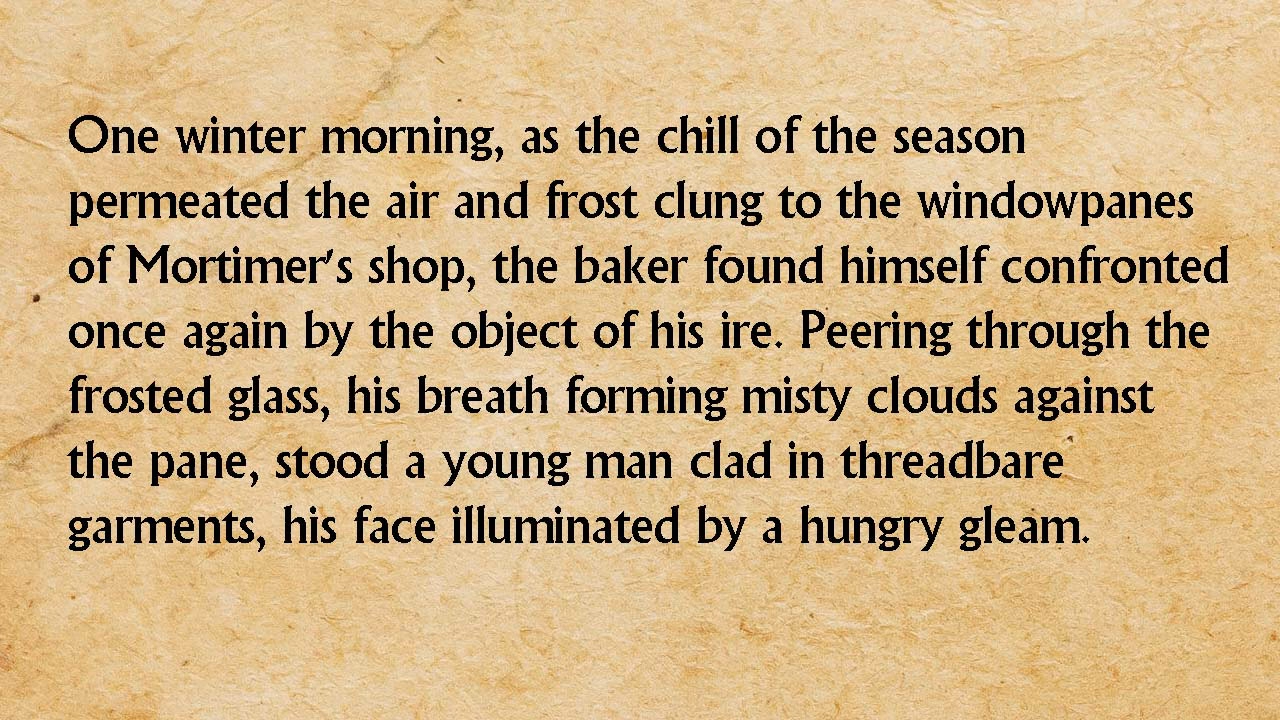 One winter morning, as the chill of the season
permeated the air and frost clung to the windowpanes
of Mortimer's shop, the baker found himself confronted
once again by the object of his ire. Peering through the
frosted glass, his breath forming misty clouds against
the pane, stood a young man clad in threadbare
garments, his face illuminated by a hungry gleam.